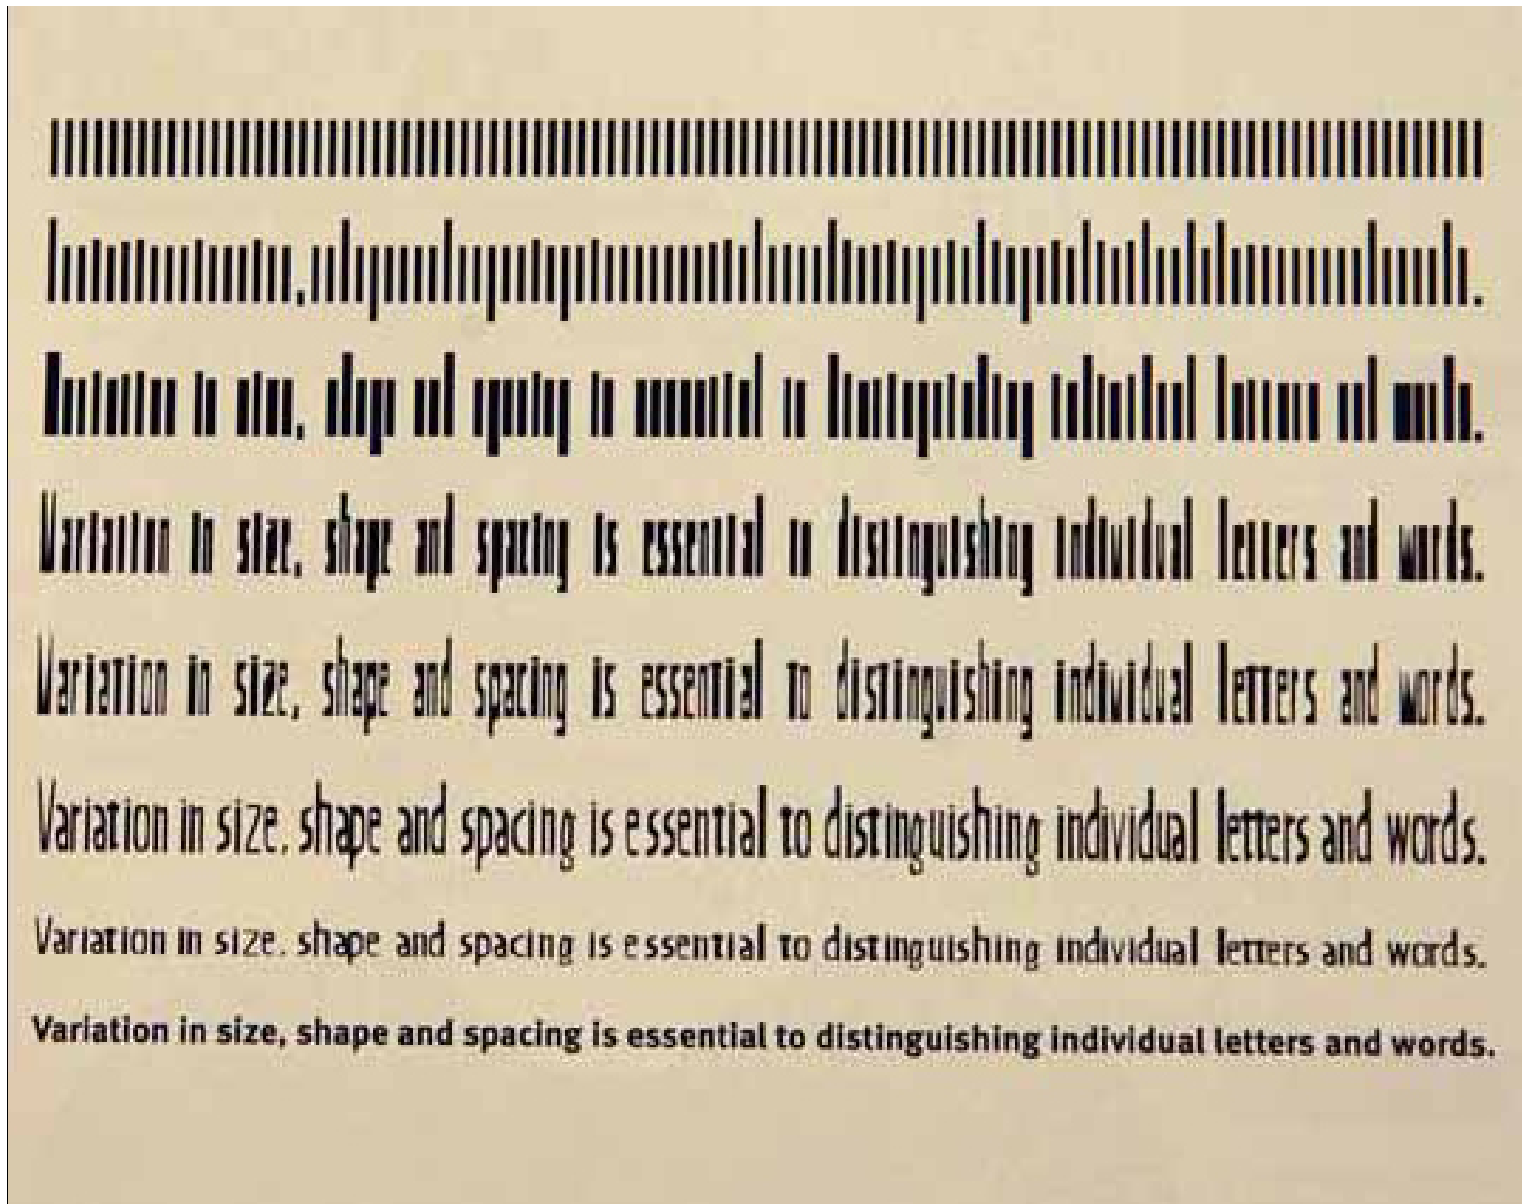 Variation in size, shape and spacing is essential to distinguishing individual letters and words.
Variation in size, shape and spacing is essential to distinguishing individual letters and words.
Variation in size. shape and spacing is essential to distinguishing individual letters and words.
Variation in size. shape and spacing is essential to distinguishing individual letters and words.
Variation in size, shape and spacing is essential to distinguishing individual letters and words.